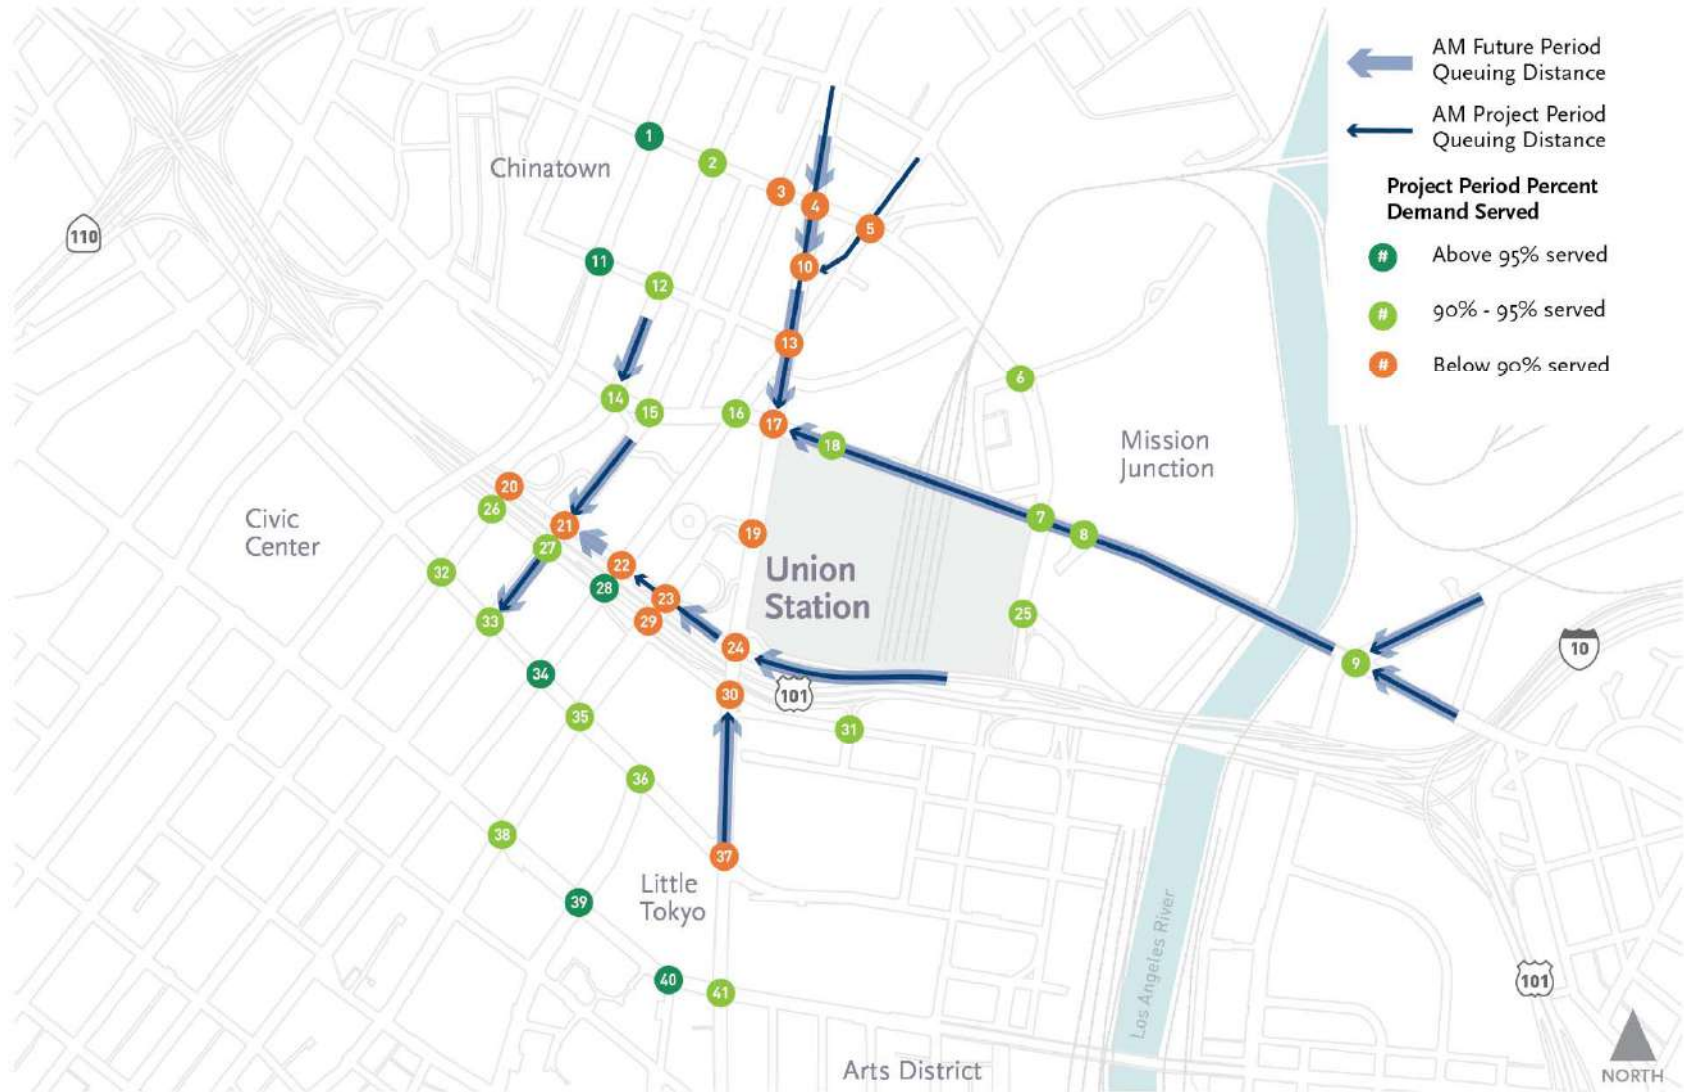 AM Future Period
Queuing Distance
AM Project Period
Queuing Distance
Project Period Percent
Demand Served
# Above 95% served
# 90% - 95% served
# Below 90% served
1
Chinatown
2
3
4
5
110
11
10
12
13
6
14
15
16
17
18
Mission
Junction
20
26
Civic
Center
21
19
7
8
27
22
Union
Station
32
28
23
29
33
25
24
9
10
34
30
101
35
31
36
38
37
Little
Tokyo
39
40
41
Los Angeles River
101
Arts District
NORTH